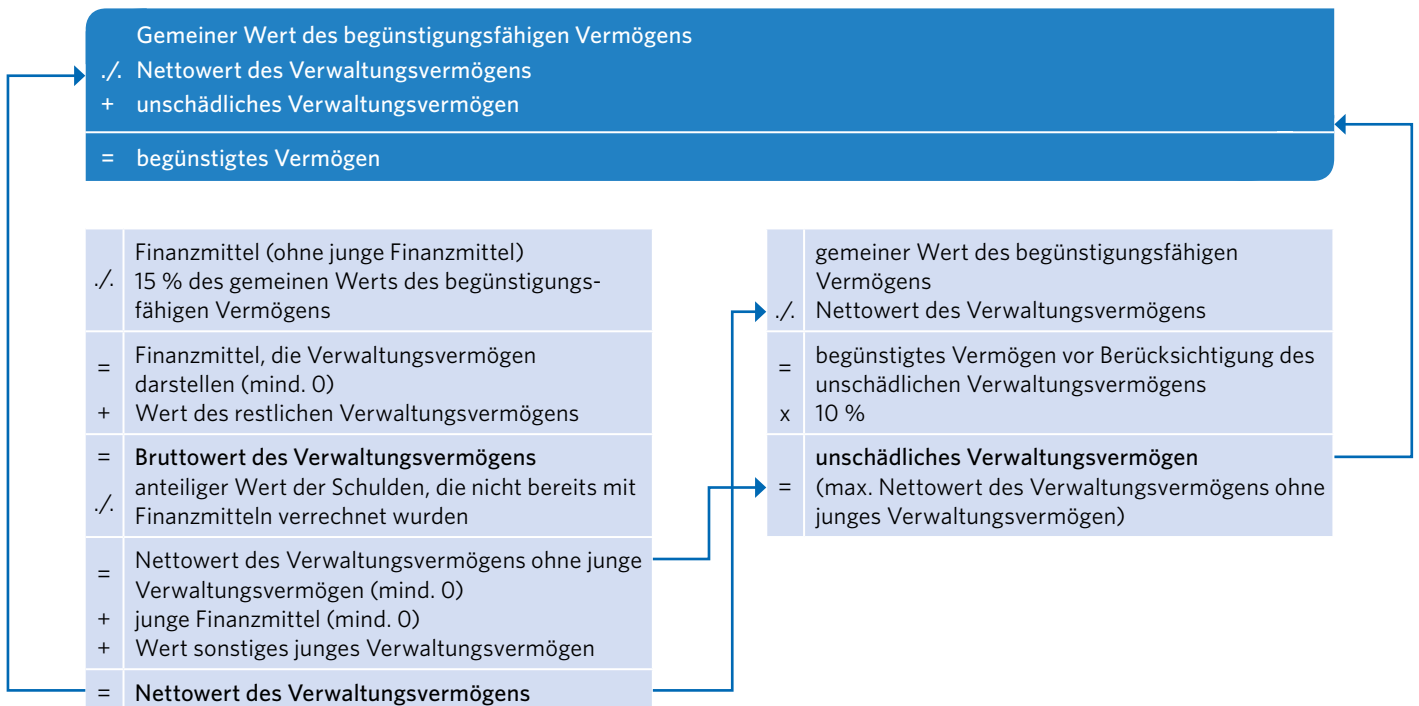 Gemeiner Wert des begünstigungsfähigen Vermögens
./. Nettowert des Verwaltungsvermögens
+ unschädliches Verwaltungsvermögen
= begünstigtes Vermögen
Finanzmittel (ohne junge Finanzmittel)
./. 15 % des gemeinen Werts des begünstigungs-
fähigen Vermögens
= Finanzmittel, die Verwaltungsvermögen
darstellen (mind. 0)
+ Wert des restlichen Verwaltungsvermögens
= Bruttowert des Verwaltungsvermögens
./. anteiliger Wert der Schulden, die nicht bereits mit
Finanzmitteln verrechnet wurden
= Nettowert des Verwaltungsvermögens ohne junge
Verwaltungsvermögen (mind. 0)
+ junge Finanzmittel (mind. 0)
+ Wert sonstiges junges Verwaltungsvermögen
= Nettowert des Verwaltungsvermögens
gemeiner Wert des begünstigungsfähigen
Vermögens
./. Nettowert des Verwaltungsvermögens
= begünstigtes Vermögen vor Berücksichtigung des
unschädlichen Verwaltungsvermögens
x 10 %
unschädliches Verwaltungsvermögen
= (max. Nettowert des Verwaltungsvermögens ohne
junges Verwaltungsvermögen)